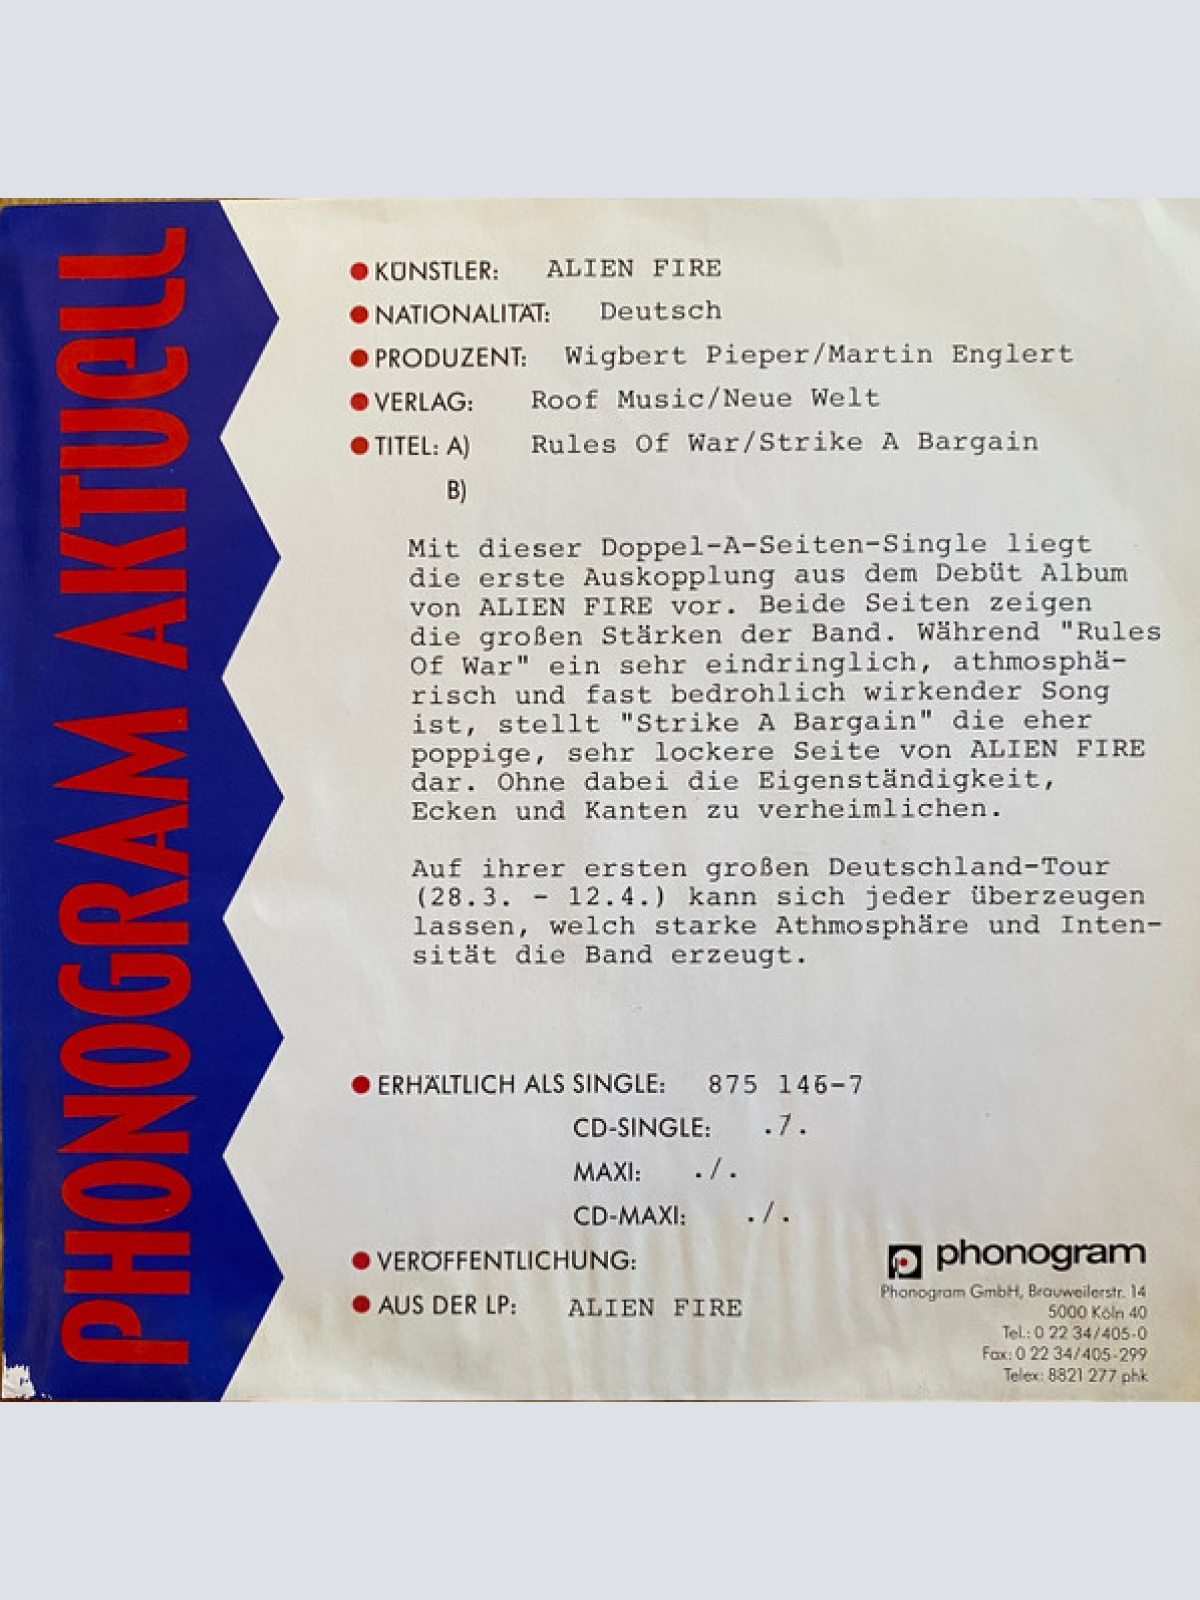 PHONOGRAM AKTUELL
● KÜNSTLER: ALIEN FIRE
● NATIONALITÄT: Deutsch
● PRODUZENT: Wigbert Pieper/Martin Englert
● VERLAG: Roof Music/Neue Welt
● TITEL: A) Rules Of War/Strike A Bargain
B)
Mit dieser Doppel-A-Seiten-Single liegt
die erste Auskopplung aus dem Debüt Album
von ALIEN FIRE vor. Beide Seiten zeigen
die großen Stärken der Band. Während "Rules
Of War" ein sehr eindringlich, athmosphä-
risch und fast bedrohlich wirkender Song
ist, stellt "Strike A Bargain" die eher
poppige, sehr lockere Seite von ALIEN FIRE
dar. Ohne dabei die Eigenständigkeit,
Ecken und Kanten zu verheimlichen.
Auf ihrer ersten großen Deutschland-Tour
(28.3. - 12.4.) kann sich jeder überzeugen
lassen, welch starke Athmosphäre und Inten-
sität die Band erzeugt.
● ERHÄLTLICH ALS SINGLE: 875 146-7
CD-SINGLE: ./.
MAXI: ./.
CD-MAXI: ./.
● VERÖFFENTLICHUNG:
● AUS DER LP: ALIEN FIRE
phonogram
Phonogram GmbH, Brauweilerstr. 14
5000 Köln 40
Tel.: 0 22 34/405-0
Fax: 0 22 34/405-299
Telex: 8821 277 phk